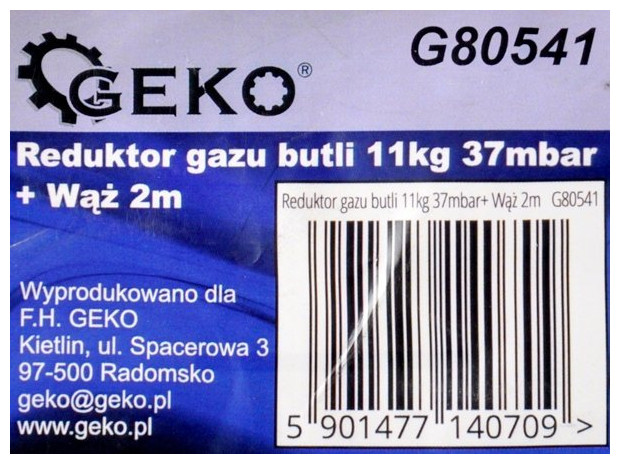 GEKO®
G80541
Reduktor gazu butli 11kg 37mbar
+ Wąż 2m
Reduktor gazu butli 11kg 37mbar+ Wąż 2m G80541
Wyprodukowano dla
F.H. GEKO
Kietlin, ul. Spacerowa 3
97-500 Radomsko
geko@geko.pl
www.geko.pl
5 901477 140709 >